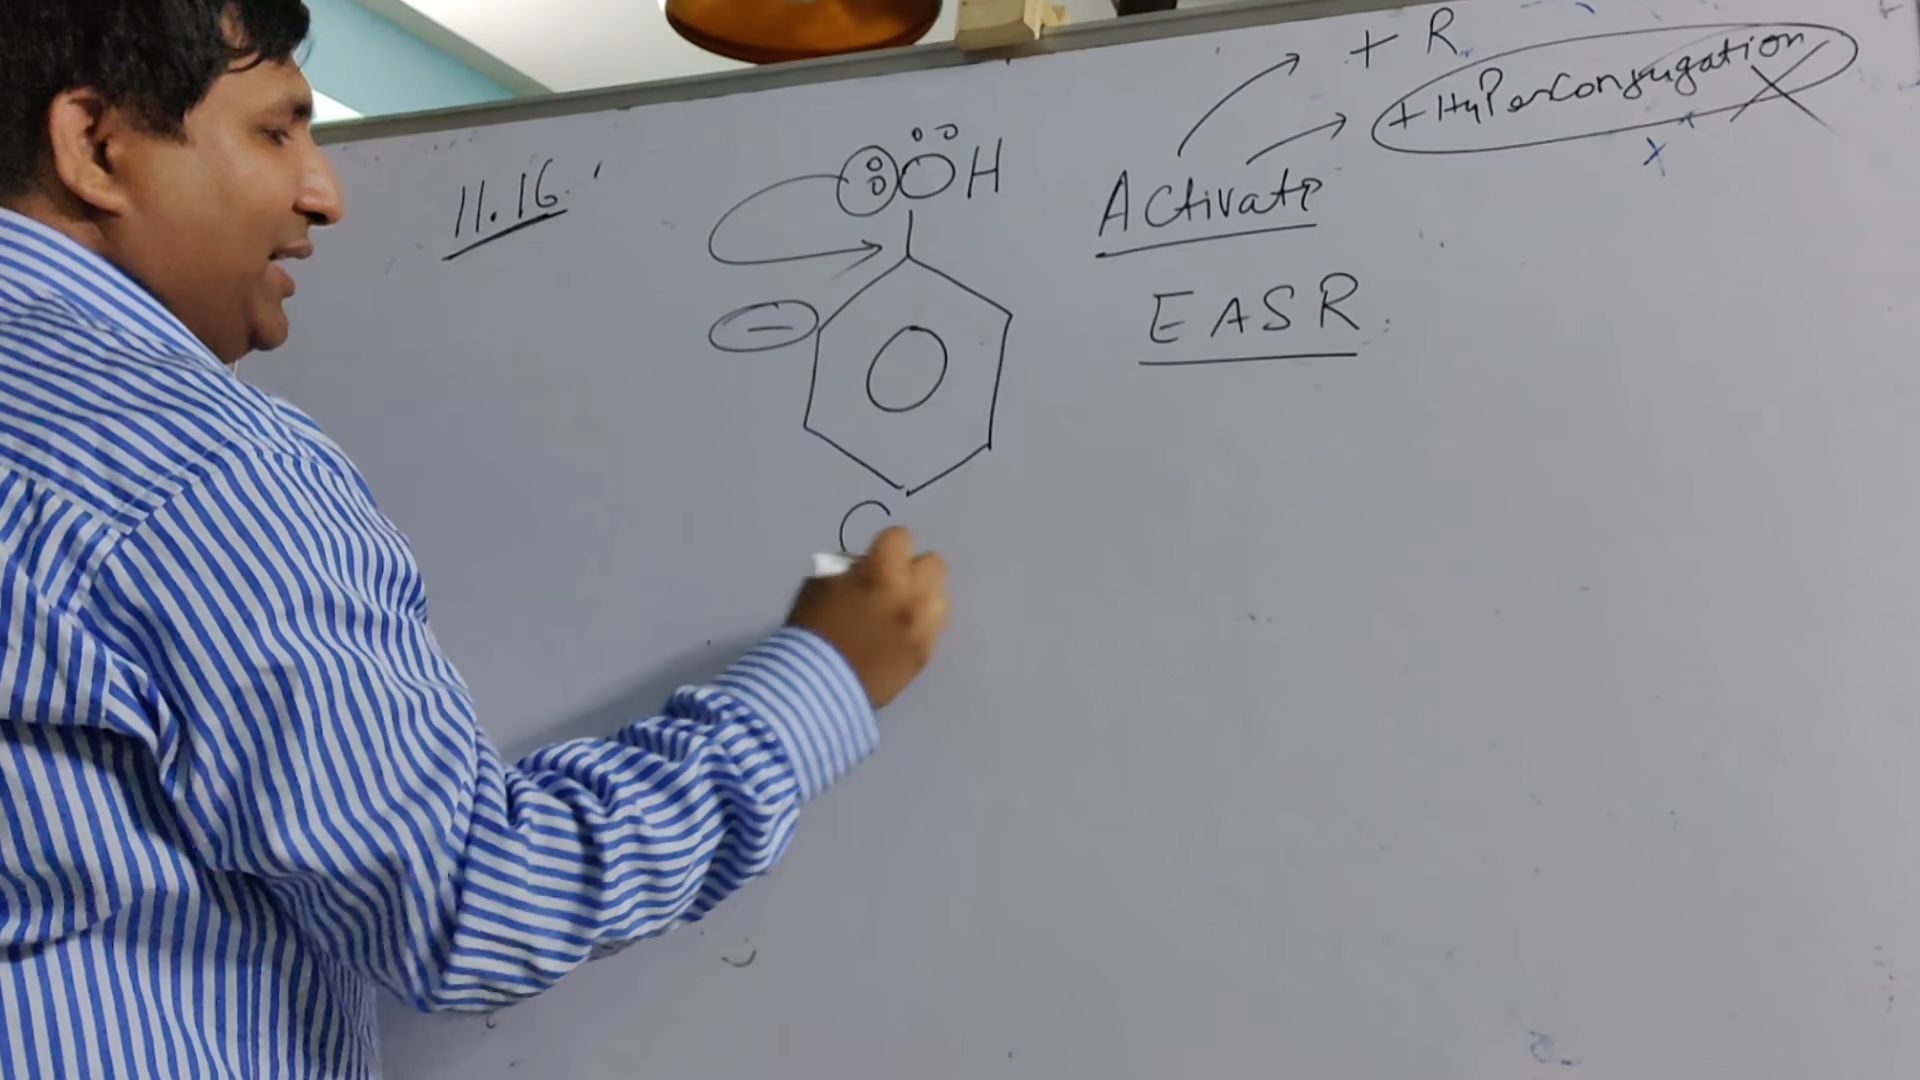 + R
+ HyPerconjugation
11.16
OH
Activate
EASR